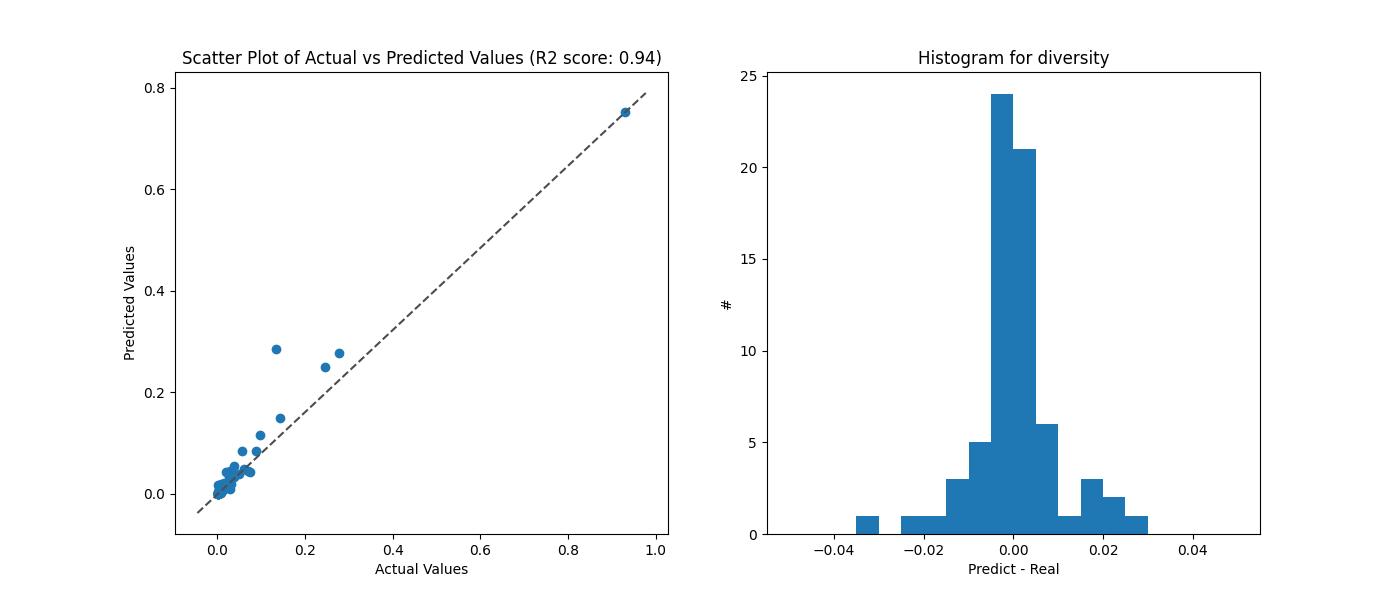 Scatter Plot of Actual vs Predicted Values (R2 score: 0.94)
0.8
0.6
0.4
0.2
0.0
Predicted Values
0.0 0.2 0.4 0.6 0.8 1.0
Actual Values
Histogram for diversity
25
20
15
10
5
0
#
−0.04 −0.02 0.00 0.02 0.04
Predict - Real